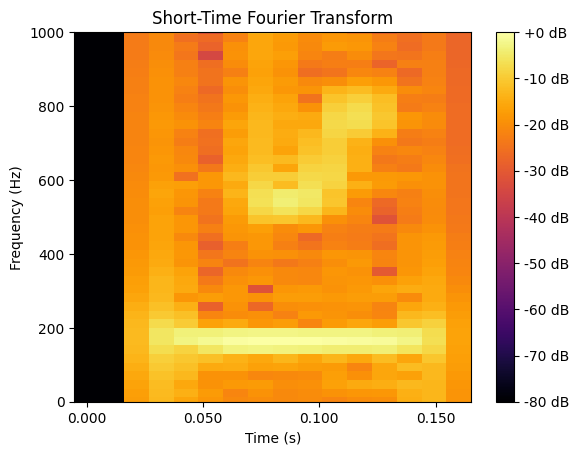 Short-Time Fourier Transform
Frequency (Hz)
1000
800
600
400
200
0
0.000 0.050 0.100 0.150
Time (s)
+0 dB
-10 dB
-20 dB
-30 dB
-40 dB
-50 dB
-60 dB
-70 dB
-80 dB